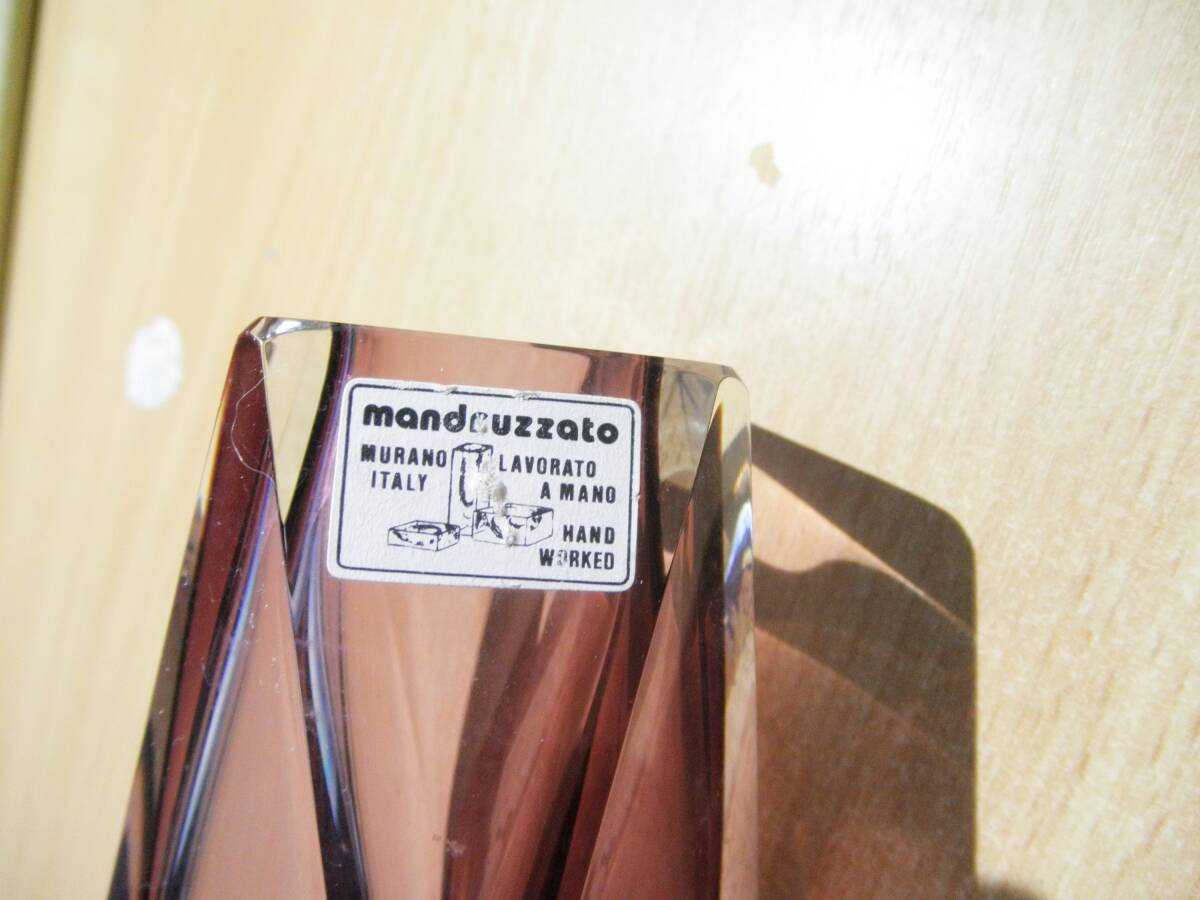 mandruzzato
MURANO LAVORATO
ITALY A MANO
HAND
WORKED